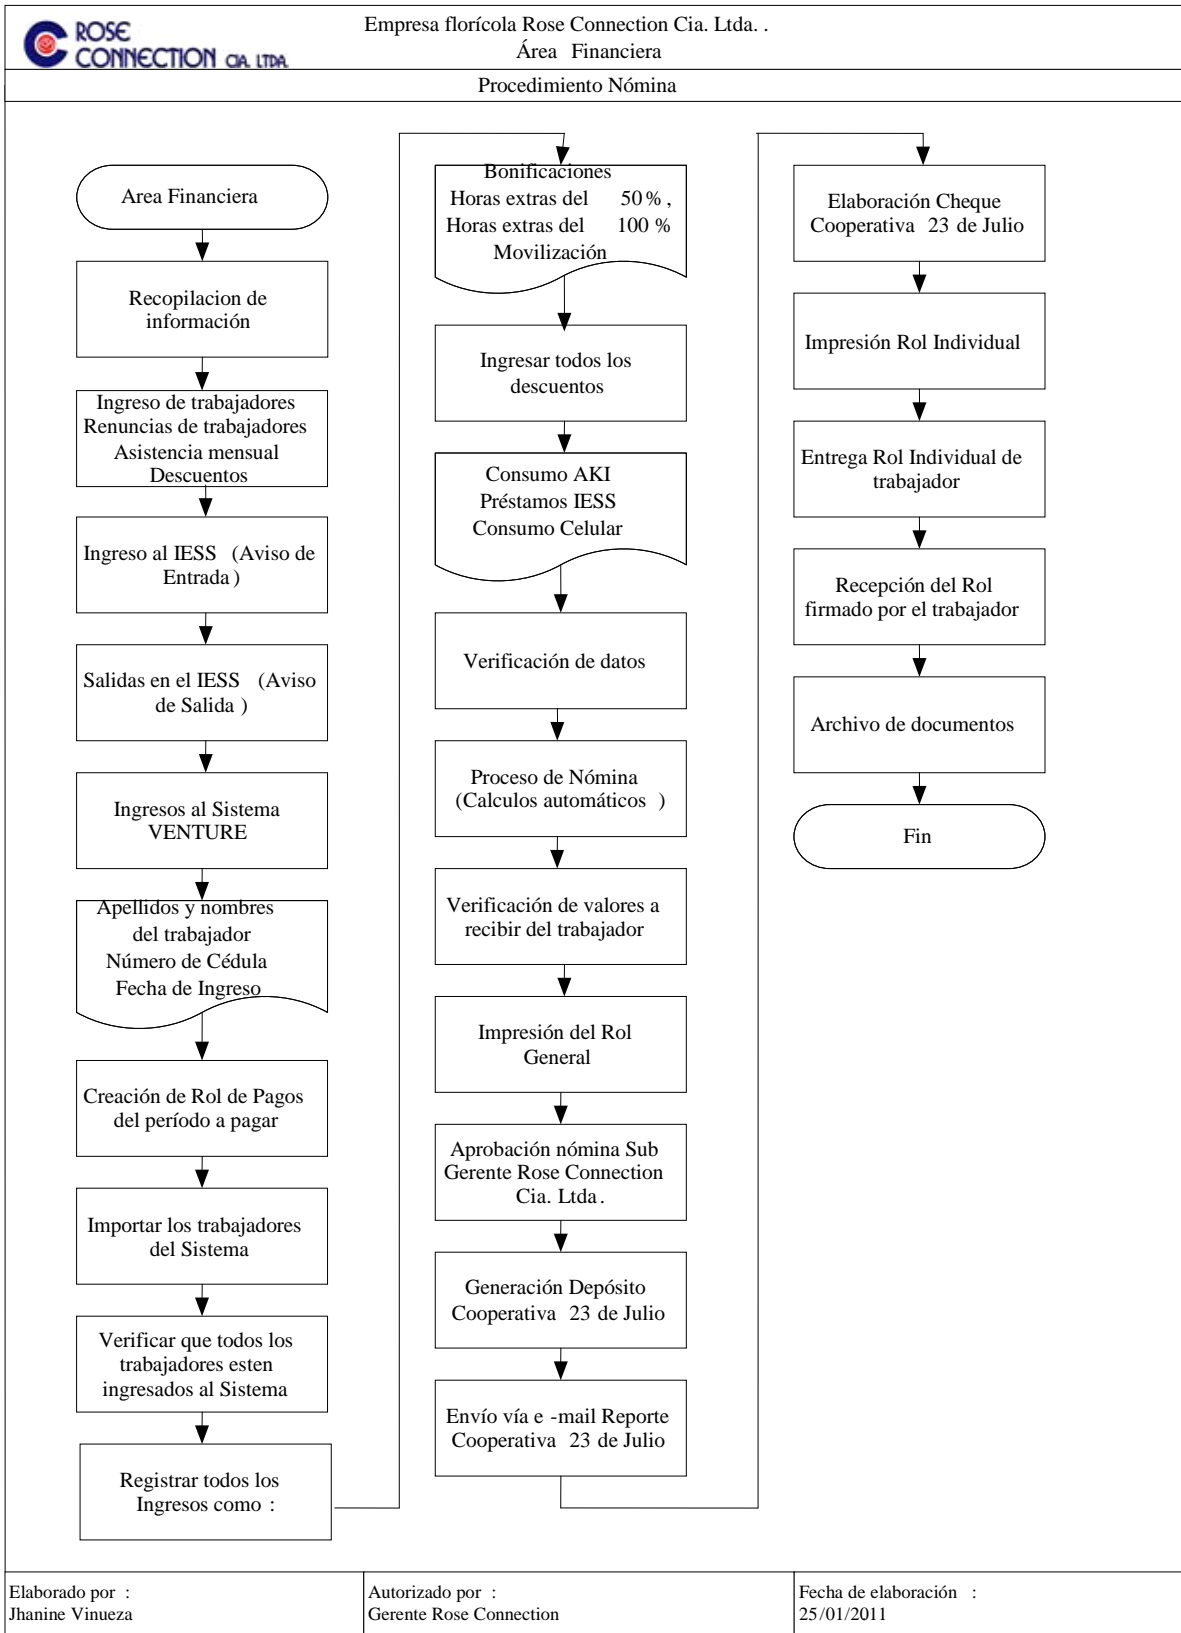 ROSE
CONNECTION CIA. LTDA.
Empresa florícola Rose Connection Cia. Ltda. .
Área Financiera
Procedimiento Nómina
Area Financiera
Recopilacion de
información
Ingreso de trabajadores
Renuncias de trabajadores
Asistencia mensual
Descuentos
Ingreso al IESS (Aviso de
Entrada )
Salidas en el IESS (Aviso
de Salida )
Ingresos al Sistema
VENTURE
Apellidos y nombres
del trabajador
Número de Cédula
Fecha de Ingreso
Creación de Rol de Pagos
del período a pagar
Importar los trabajadores
del Sistema
Verificar que todos los
trabajadores esten
ingresados al Sistema
Registrar todos los
Ingresos como :
Bonificaciones
Horas extras del 50% ,
Horas extras del 100 %
Movilización
Ingresar todos los
descuentos
Consumo AKI
Préstamos IESS
Consumo Celular
Verificación de datos
Proceso de Nómina
(Calculos automáticos )
Verificación de valores a
recibir del trabajador
Impresión del Rol
General
Aprobación nómina Sub
Gerente Rose Connection
Cia. Ltda .
Generación Depósito
Cooperativa 23 de Julio
Envío vía e -mail Reporte
Cooperativa 23 de Julio
Elaboración Cheque
Cooperativa 23 de Julio
Impresión Rol Individual
Entrega Rol Individual de
trabajador
Recepción del Rol
firmado por el trabajador
Archivo de documentos
Fin
Elaborado por :
Jhanine Vinueza
Autorizado por :
Gerente Rose Connection
Fecha de elaboración :
25/01/2011